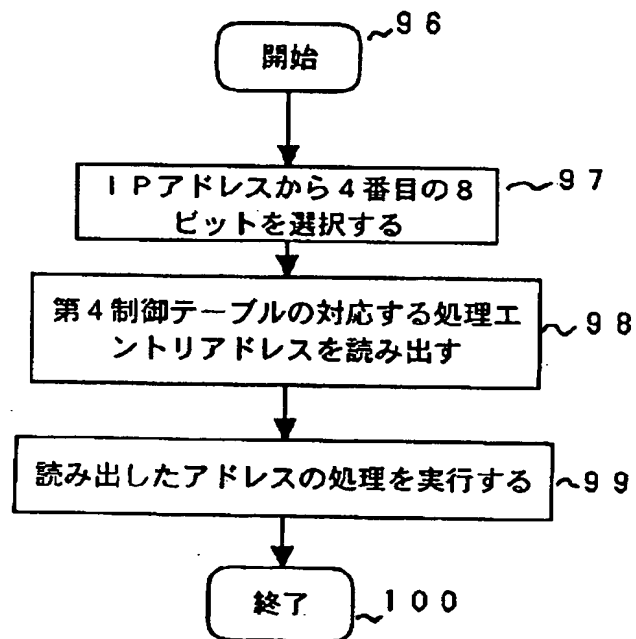 ～９６
開始
ＩＰアドレスから４番目の８
ビットを選択する
～９７
第４制御テーブルの対応する処理エ
ントリアドレスを読み出す
～９８
読み出したアドレスの処理を実行する
～９９
終了
～１００